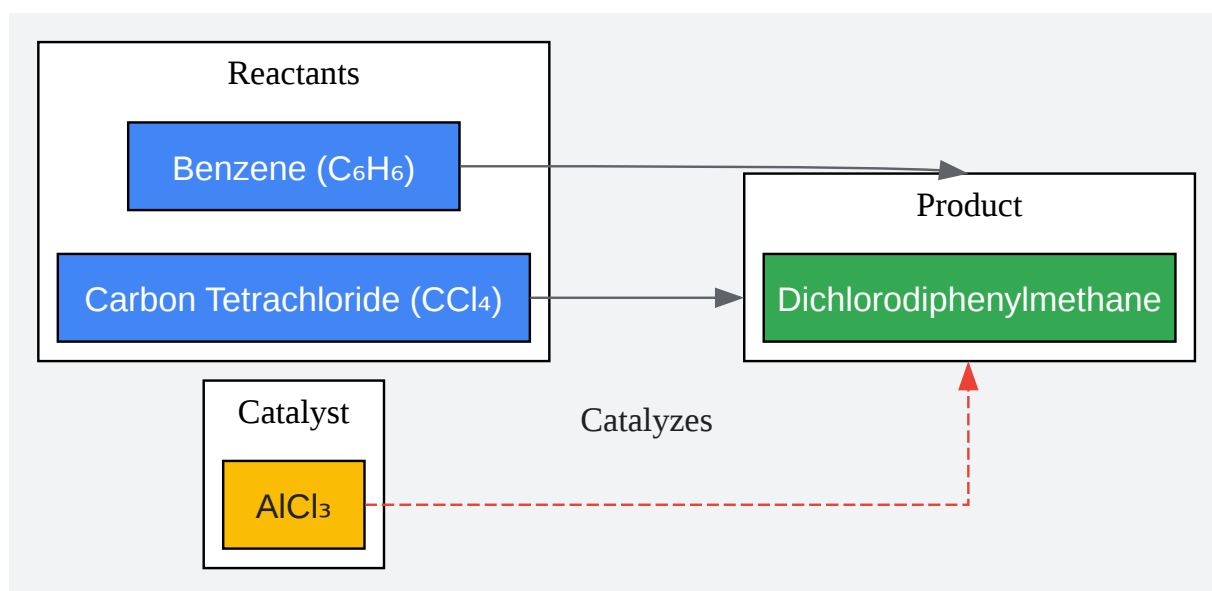 Reactants
Benzene (C₆H₆)
Carbon Tetrachloride (CCl₄)
Product
Dichlorodiphenylmethane
Catalyst
AlCl₃
Catalyzes